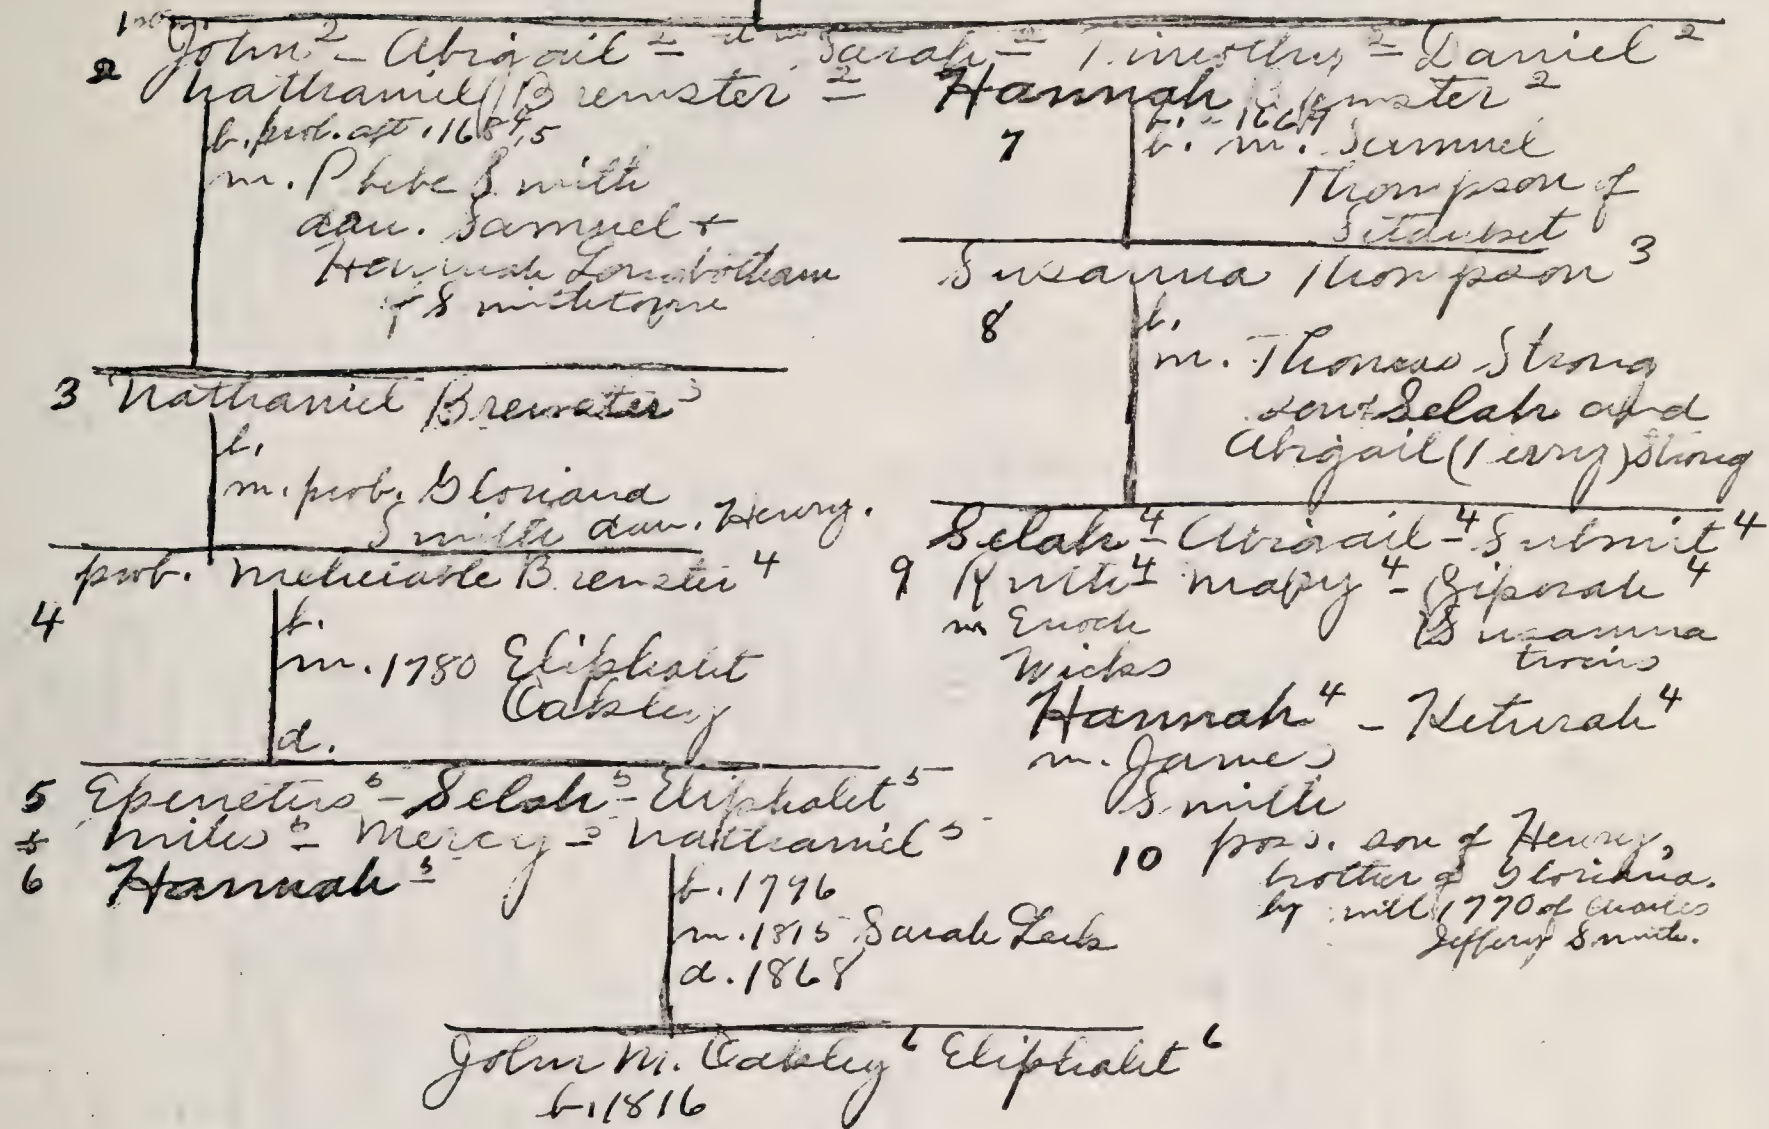 John² - Abigail² - Sarah² - Timothy² - Daniel²
2 Nathaniel Brewster² - Hannah Brewster²
b. prob. aft. 1684,5
m. Phebe Smith
dau. Samuel +
Hannah Longbotham
of Smithtown
3 Nathaniel Brewster³
b.
m. prob. Gloriana
Smith dau. Henry.
prob. Mehitable Brewster⁴
4
b.
m. 1780 Eliphalet
Oakley
d.
5 Epenetus⁵ - Selah⁵ - Eliphalet⁵
Miles⁵ - Mercy⁵ - Nathaniel⁵
6 Hannah⁵
b. 1796
m. 1815 Sarah Leek
d. 1868
John M. Oakley⁶ Eliphalet⁶
b. 1816
7
b. 1669
b. m. Samuel
Thompson of
Setauket
Susanna Thompson³
8
b.
m. Thomas Strong
son of Selah and
Abigail (Terry) Strong
Selah⁴ - Abigail⁴ - Submit⁴
9 Ruth⁴ - Mary⁴ - Ziporah⁴
m Enoch
Wicks
Susanna
twins
Hannah⁴ - Keturah⁴
m. James
Smith
10 poss. son of Henry,
brother of Gloriana.
by will 1770 of Charles
Jeffery Smith.